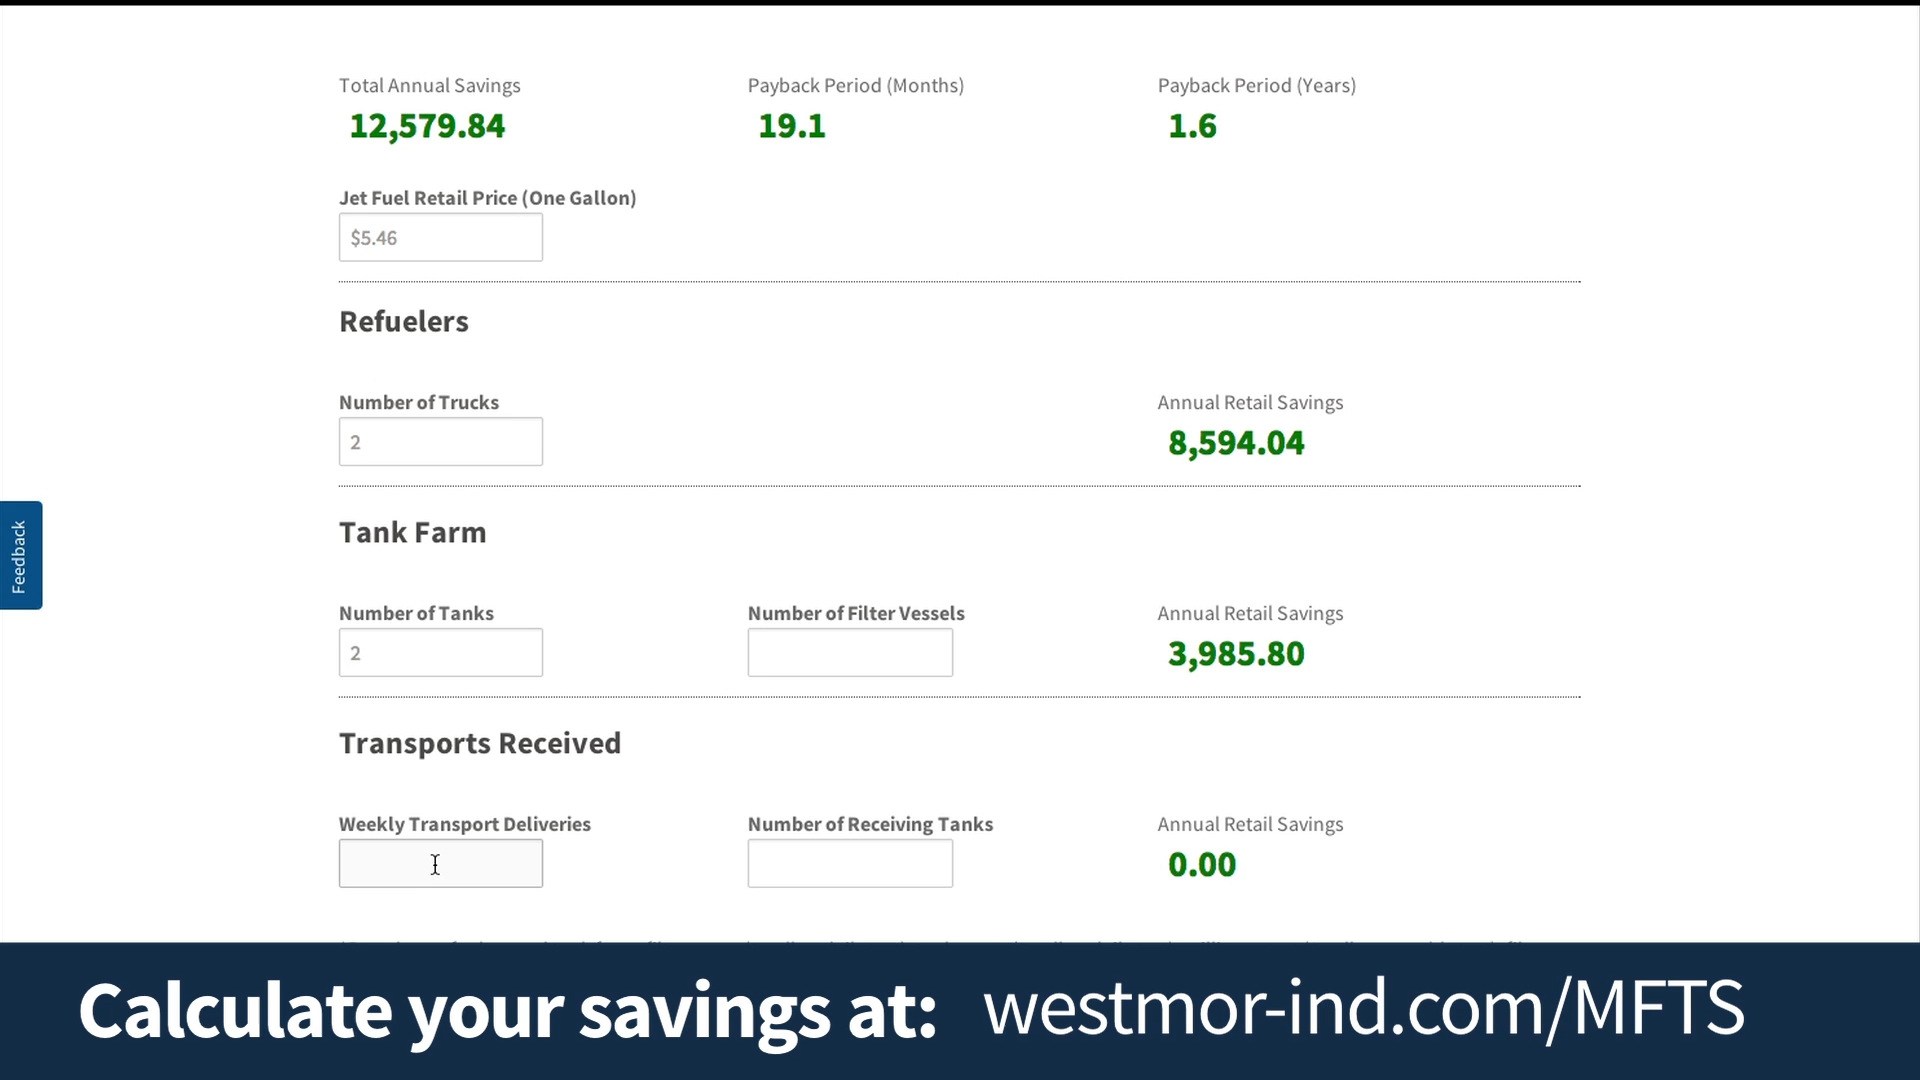 Total Annual Savings Payback Period (Months) Payback Period (Years)
12,579.84 19.1 1.6
Jet Fuel Retail Price (One Gallon)
$5.46
Refuelers
Number of Trucks Annual Retail Savings
2 8,594.04
Tank Farm
Feedback
Number of Tanks Number of Filter Vessels Annual Retail Savings
2 3,985.80
Transports Received
Weekly Transport Deliveries Number of Receiving Tanks Annual Retail Savings
0.00
Calculate your savings at: westmor-ind.com/MFTS